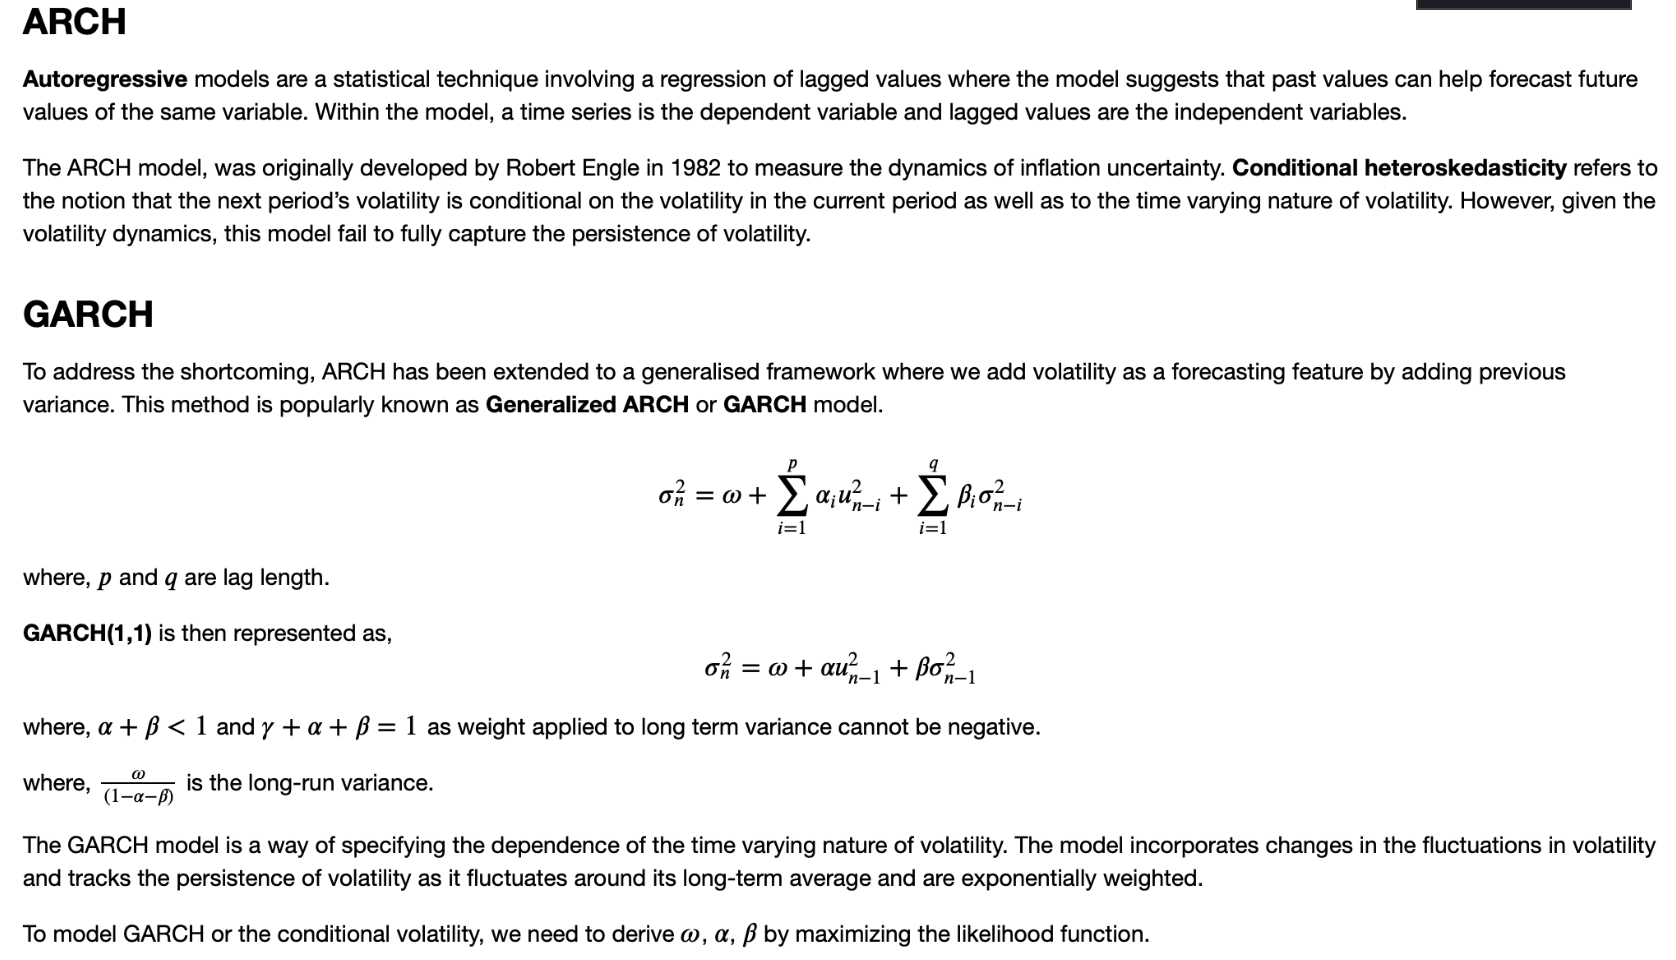 ARCH
Autoregressive models are a statistical technique involving a regression of lagged values where the model suggests that past values can help forecast future
values of the same variable. Within the model, a time series is the dependent variable and lagged values are the independent variables.
The ARCH model, was originally developed by Robert Engle in 1982 to measure the dynamics of inflation uncertainty. Conditional heteroskedasticity refers to
the notion that the next period's volatility is conditional on the volatility in the current period as well as to the time varying nature of volatility. However, given the
volatility dynamics, this model fail to fully capture the persistence of volatility.
GARCH
To address the shortcoming, ARCH has been extended to a generalised framework where we add volatility as a forecasting feature by adding previous
variance. This method is popularly known as Generalized ARCH or GARCH model.
$\sigma_n^2 = \omega + \sum_{i=1}^{p} \alpha_i u_{n-i}^2 + \sum_{i=1}^{q} \beta_i \sigma_{n-i}^2$
where, p and q are lag length.
GARCH(1,1) is then represented as,
$\sigma_n^2 = \omega + \alpha u_{n-1}^2 + \beta \sigma_{n-1}^2$
where, α + β < 1 and γ + α + β = 1 as weight applied to long term variance cannot be negative.
where, $\frac{\omega}{(1-\alpha-\beta)}$ is the long-run variance.
The GARCH model is a way of specifying the dependence of the time varying nature of volatility. The model incorporates changes in the fluctuations in volatility
and tracks the persistence of volatility as it fluctuates around its long-term average and are exponentially weighted.
To model GARCH or the conditional volatility, we need to derive ω, α, β by maximizing the likelihood function.